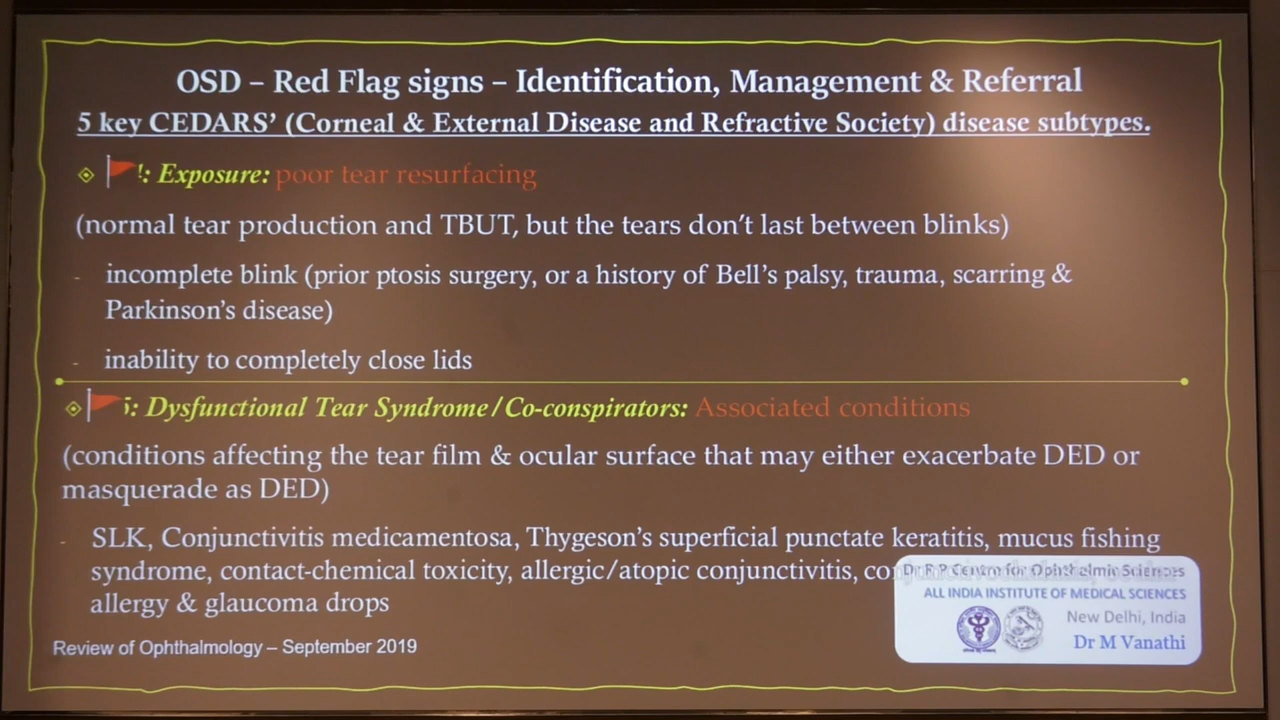 OSD – Red Flag signs – Identification, Management & Referral
5 key CEDARS’ (Corneal & External Disease and Refractive Society) disease subtypes.
: Exposure: poor tear resurfacing
(normal tear production and TBUT, but the tears don’t last between blinks)
- incomplete blink (prior ptosis surgery, or a history of Bell’s palsy, trauma, scarring &
Parkinson’s disease)
- inability to completely close lids
: Dysfunctional Tear Syndrome/Co-conspirators: Associated conditions
(conditions affecting the tear film & ocular surface that may either exacerbate DED or
masquerade as DED)
- SLK, Conjunctivitis medicamentosa, Thygeson’s superficial punctate keratitis, mucus fishing
syndrome, contact-chemical toxicity, allergic/atopic conjunctivitis,
allergy & glaucoma drops
Review of Ophthalmology – September 2019
Dr R P Centre for Ophthalmic Sciences
ALL INDIA INSTITUTE OF MEDICAL SCIENCES
New Delhi, India
Dr M Vanathi